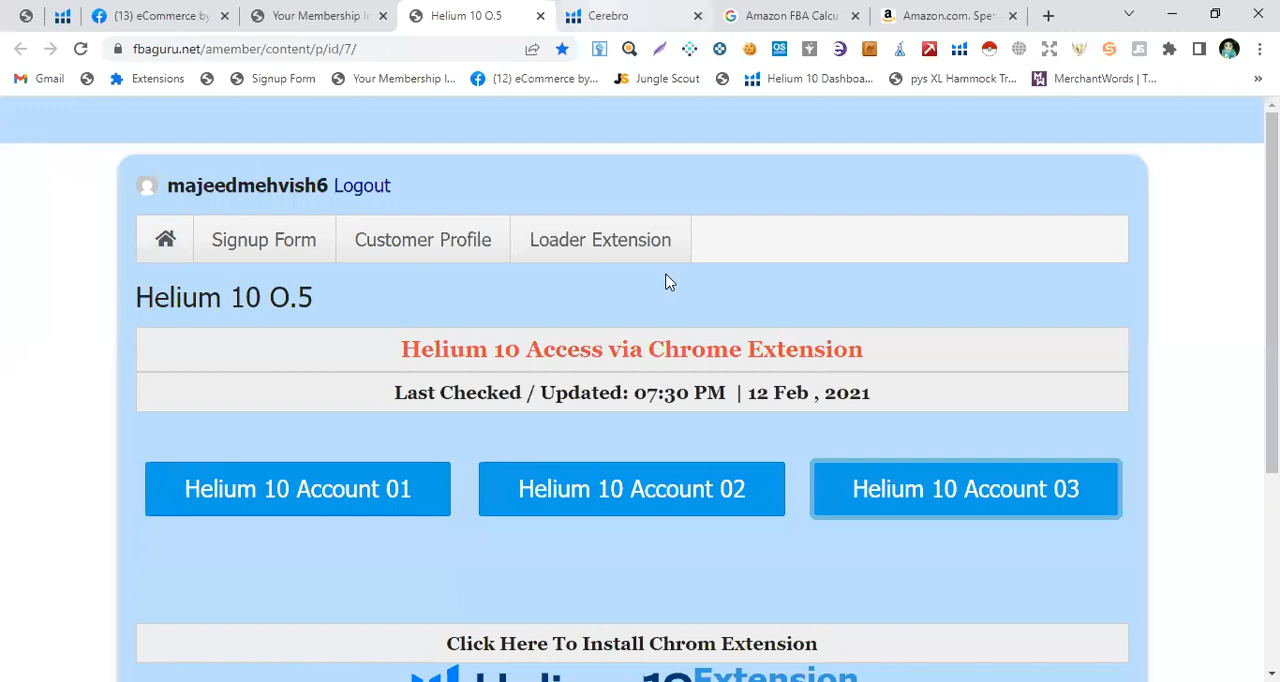 (13) eCommerce by
Your Membership I
Helium 10 O.5
Cerebro
Amazon FBA Calcu
Amazon.com. Spe
fbaguru.net/amember/content/p/id/7/
Gmail
Extensions
Signup Form
Your Membership I...
(12) eCommerce by...
Jungle Scout
Helium 10 Dashboa...
pys XL Hammock Tr...
MerchantWords | T...
majeedmehvish6 Logout
Signup Form
Customer Profile
Loader Extension
Helium 10 O.5
Helium 10 Access via Chrome Extension
Last Checked / Updated: 07:30 PM | 12 Feb , 2021
Helium 10 Account 01
Helium 10 Account 02
Helium 10 Account 03
Click Here To Install Chrom Extension
Helium 10 Extension